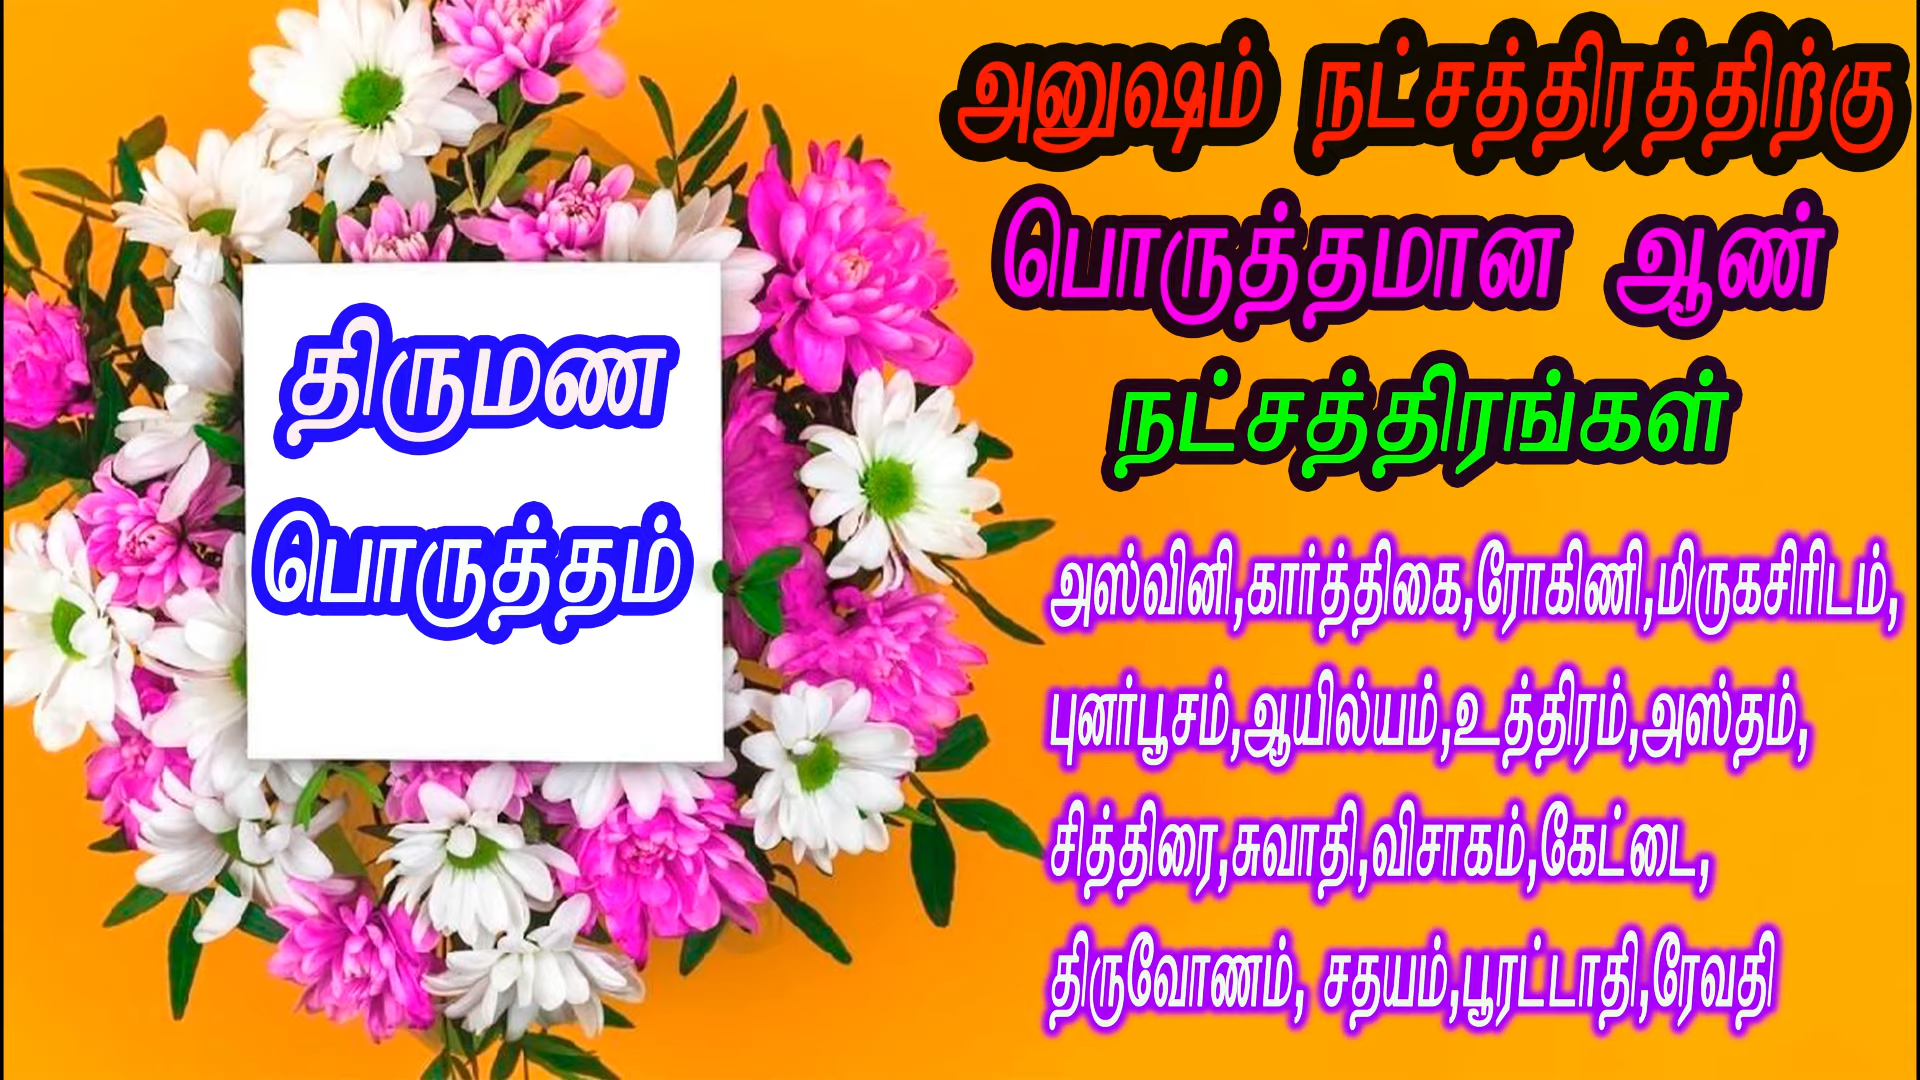 திருமண
பொருத்தம்
அனுஷம் நட்சத்திரத்திற்கு
பொருத்தமான ஆண்
நட்சத்திரங்கள்
அஸ்வினி,கார்த்திகை,ரோகிணி,மிருகசிரிடம்,
புனர்பூசம்,ஆயில்யம்,உத்திரம்,அஸ்தம்,
சித்திரை,சுவாதி,விசாகம்,கேட்டை,
திருவோணம், சதயம்,பூரட்டாதி,ரேவதி